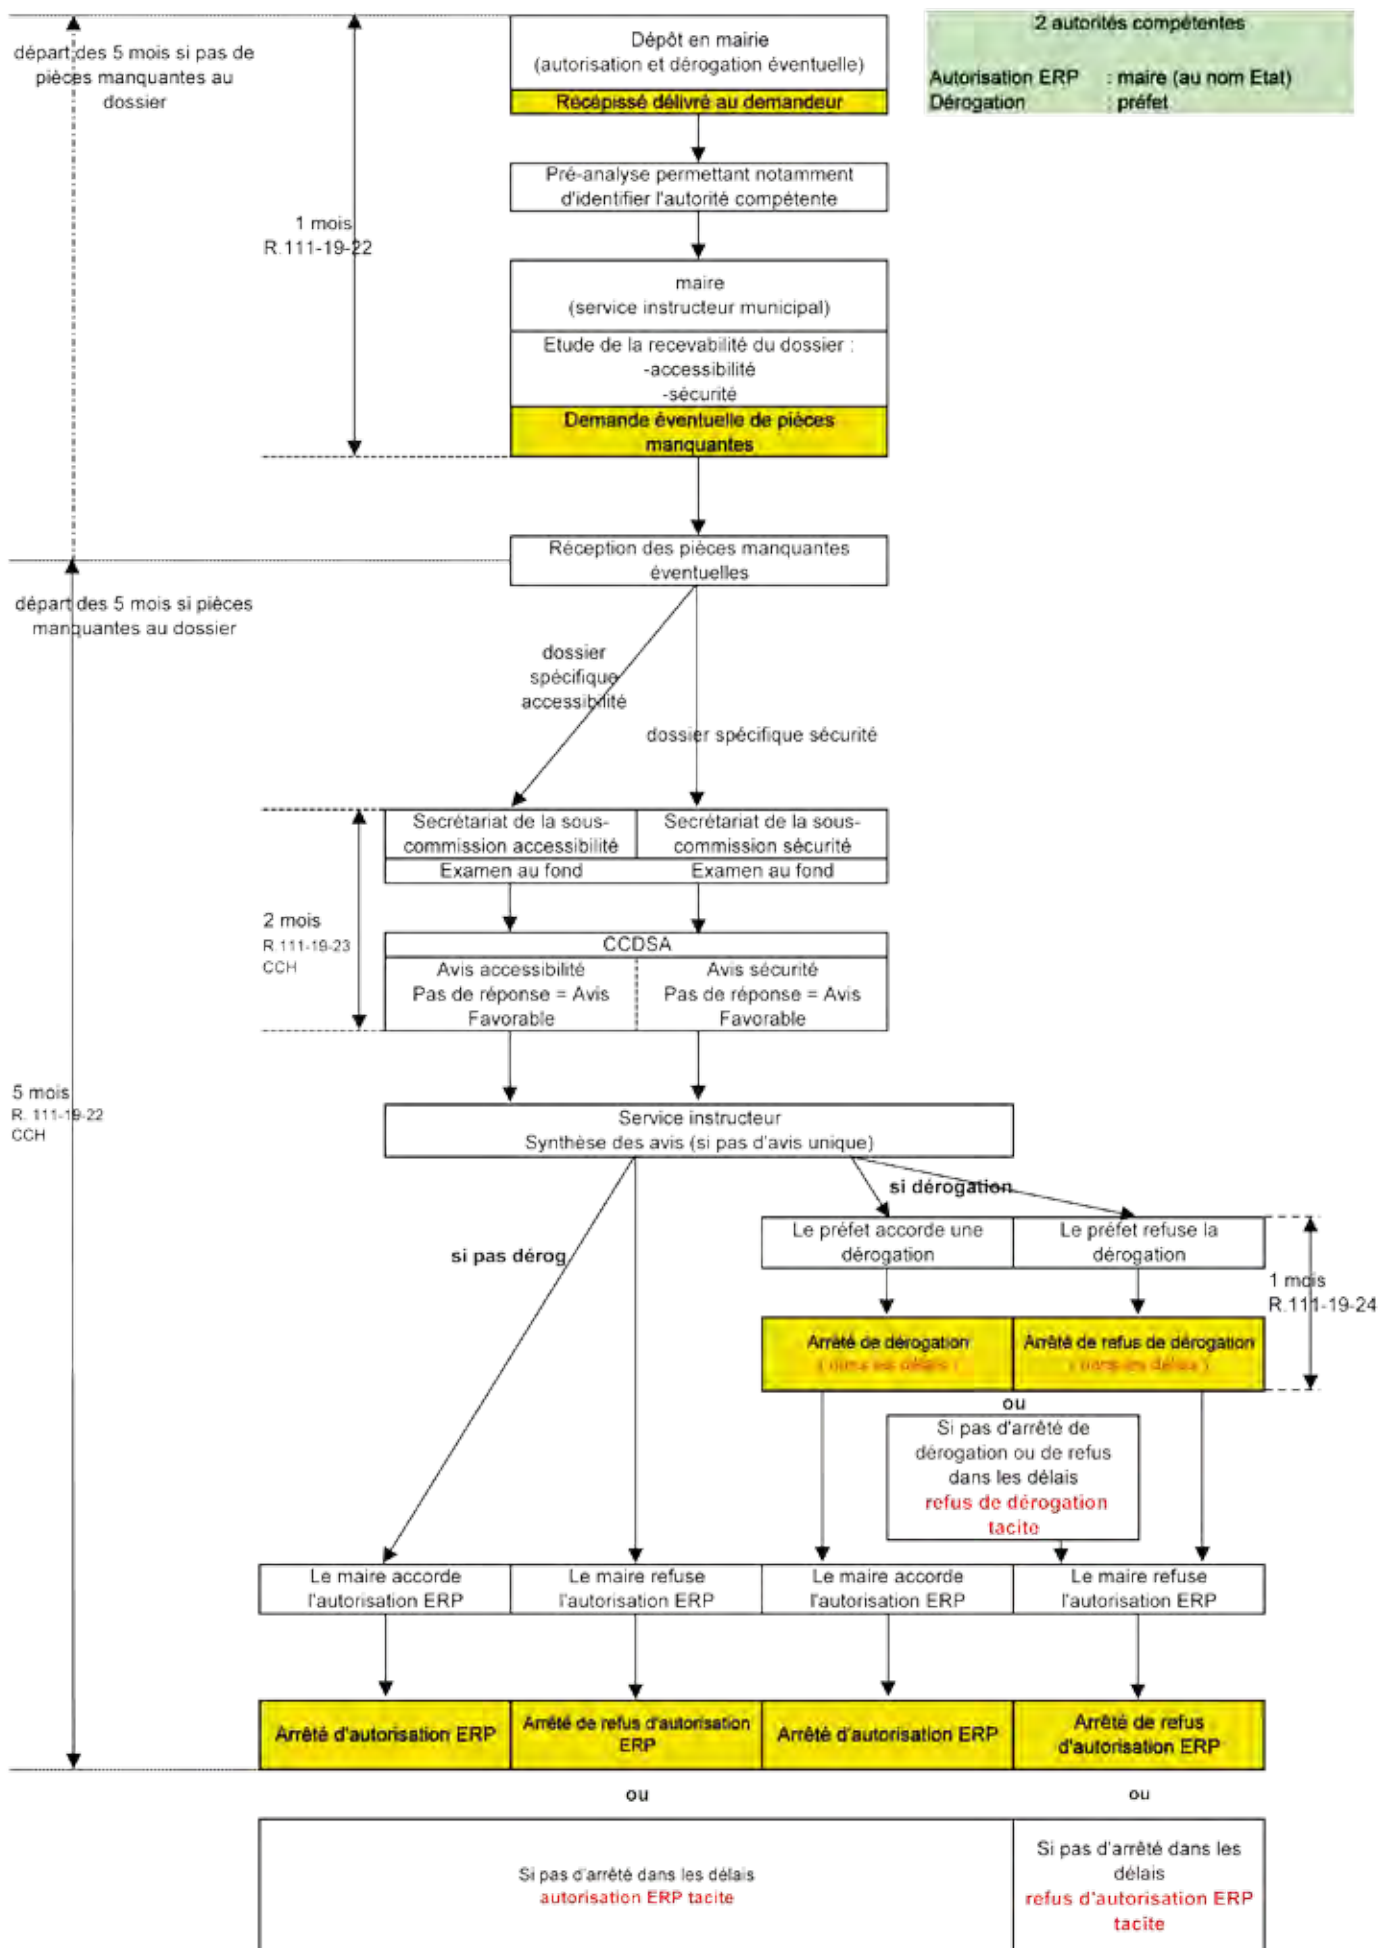 départ des 5 mois si pas de
pièces manquantes au
dossier
Dépôt en mairie
(autorisation et dérogation éventuelle)
Récépissé délivré au demandeur
2 autorités compétentes
Autorisation ERP : maire (au nom Etat)
Dérogation : préfet
Pré-analyse permettant notamment
d'identifier l'autorité compétente
1 mois
R.111-19-22
maire
(service instructeur municipal)
Etude de la recevabilité du dossier :
-accessibilité
-sécurité
Demande éventuelle de pièces
manquantes
Réception des pièces manquantes
éventuelles
départ des 5 mois si pièces
manquantes au dossier
dossier
spécifique
accessibilité
dossier spécifique sécurité
Secrétariat de la sous-
commission accessibilité
Secrétariat de la sous-
commission sécurité
Examen au fond
Examen au fond
2 mois
R.111-19-23
CCH
CCDSA
Avis accessibilité
Pas de réponse = Avis
Favorable
Avis sécurité
Pas de réponse = Avis
Favorable
5 mois
R. 111-19-22
CCH
Service instructeur
Synthèse des avis (si pas d'avis unique)
si dérogation
si pas dérog
Le préfet accorde une
dérogation
Le préfet refuse la
dérogation
1 mois
R.111-19-24
Arrêté de dérogation
Arrêté de refus de dérogation
ou
Si pas d'arrêté de
dérogation ou de refus
dans les délais
refus de dérogation
tacite
Le maire accorde
l'autorisation ERP
Le maire refuse
l'autorisation ERP
Le maire accorde
l'autorisation ERP
Le maire refuse
l'autorisation ERP
Arrêté d'autorisation ERP
Arrêté de refus d'autorisation
ERP
Arrêté d'autorisation ERP
Arrêté de refus
d'autorisation ERP
ou
ou
Si pas d'arrêté dans les délais
autorisation ERP tacite
Si pas d'arrêté dans les
délais
refus d'autorisation ERP
tacite